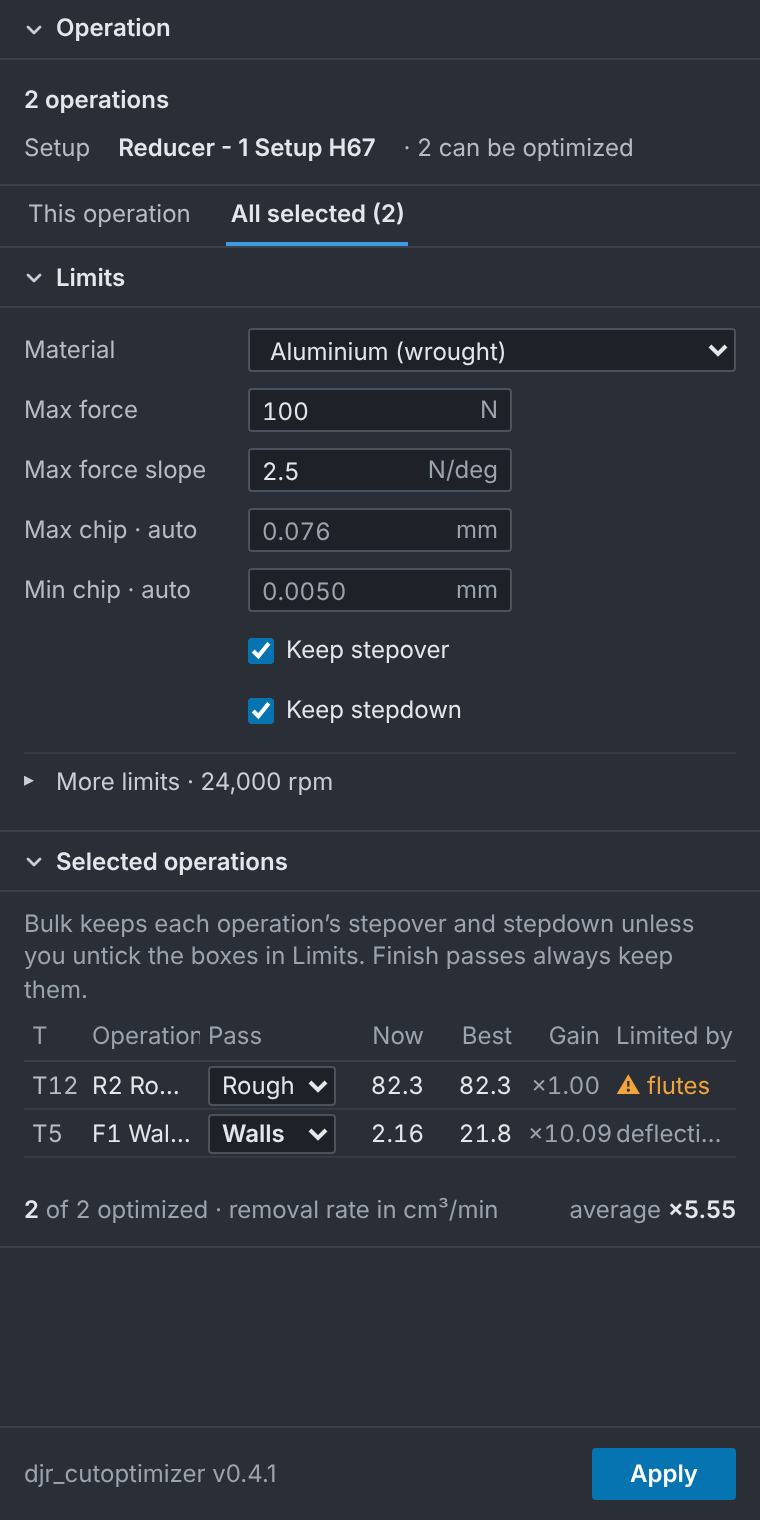 Operation
2 operations
Setup Reducer - 1 Setup H67 · 2 can be optimized
This operation All selected (2)
Limits
Material Aluminium (wrought)
Max force 100 N
Max force slope 2.5 N/deg
Max chip · auto 0.076 mm
Min chip · auto 0.0050 mm
Keep stepover
Keep stepdown
More limits · 24,000 rpm
Selected operations
Bulk keeps each operation’s stepover and stepdown unless
you untick the boxes in Limits. Finish passes always keep
them.
T Operation Pass Now Best Gain Limited by
T12 R2 Ro... Rough 82.3 82.3 ×1.00 flutes
T5 F1 Wal... Walls 2.16 21.8 ×10.09 deflecti...
2 of 2 optimized · removal rate in cm³/min average ×5.55
djr_cutoptimizer v0.4.1 Apply